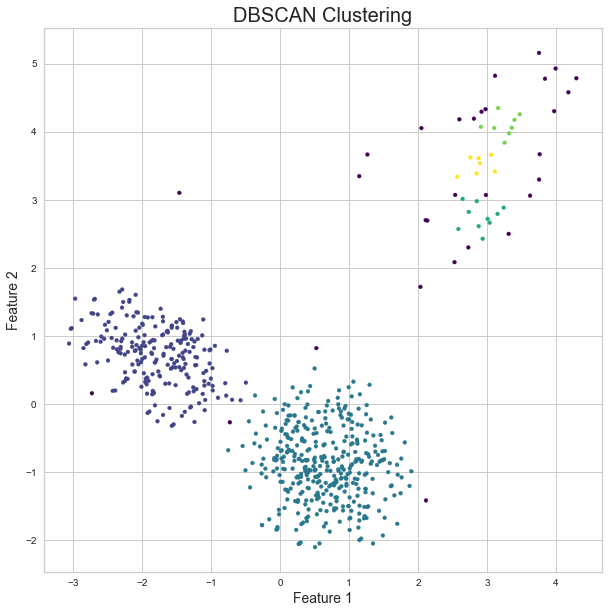 DBSCAN Clustering
5
4
3
2
1
0
−1
−2
Feature 2
−3 −2 −1 0 1 2 3 4
Feature 1